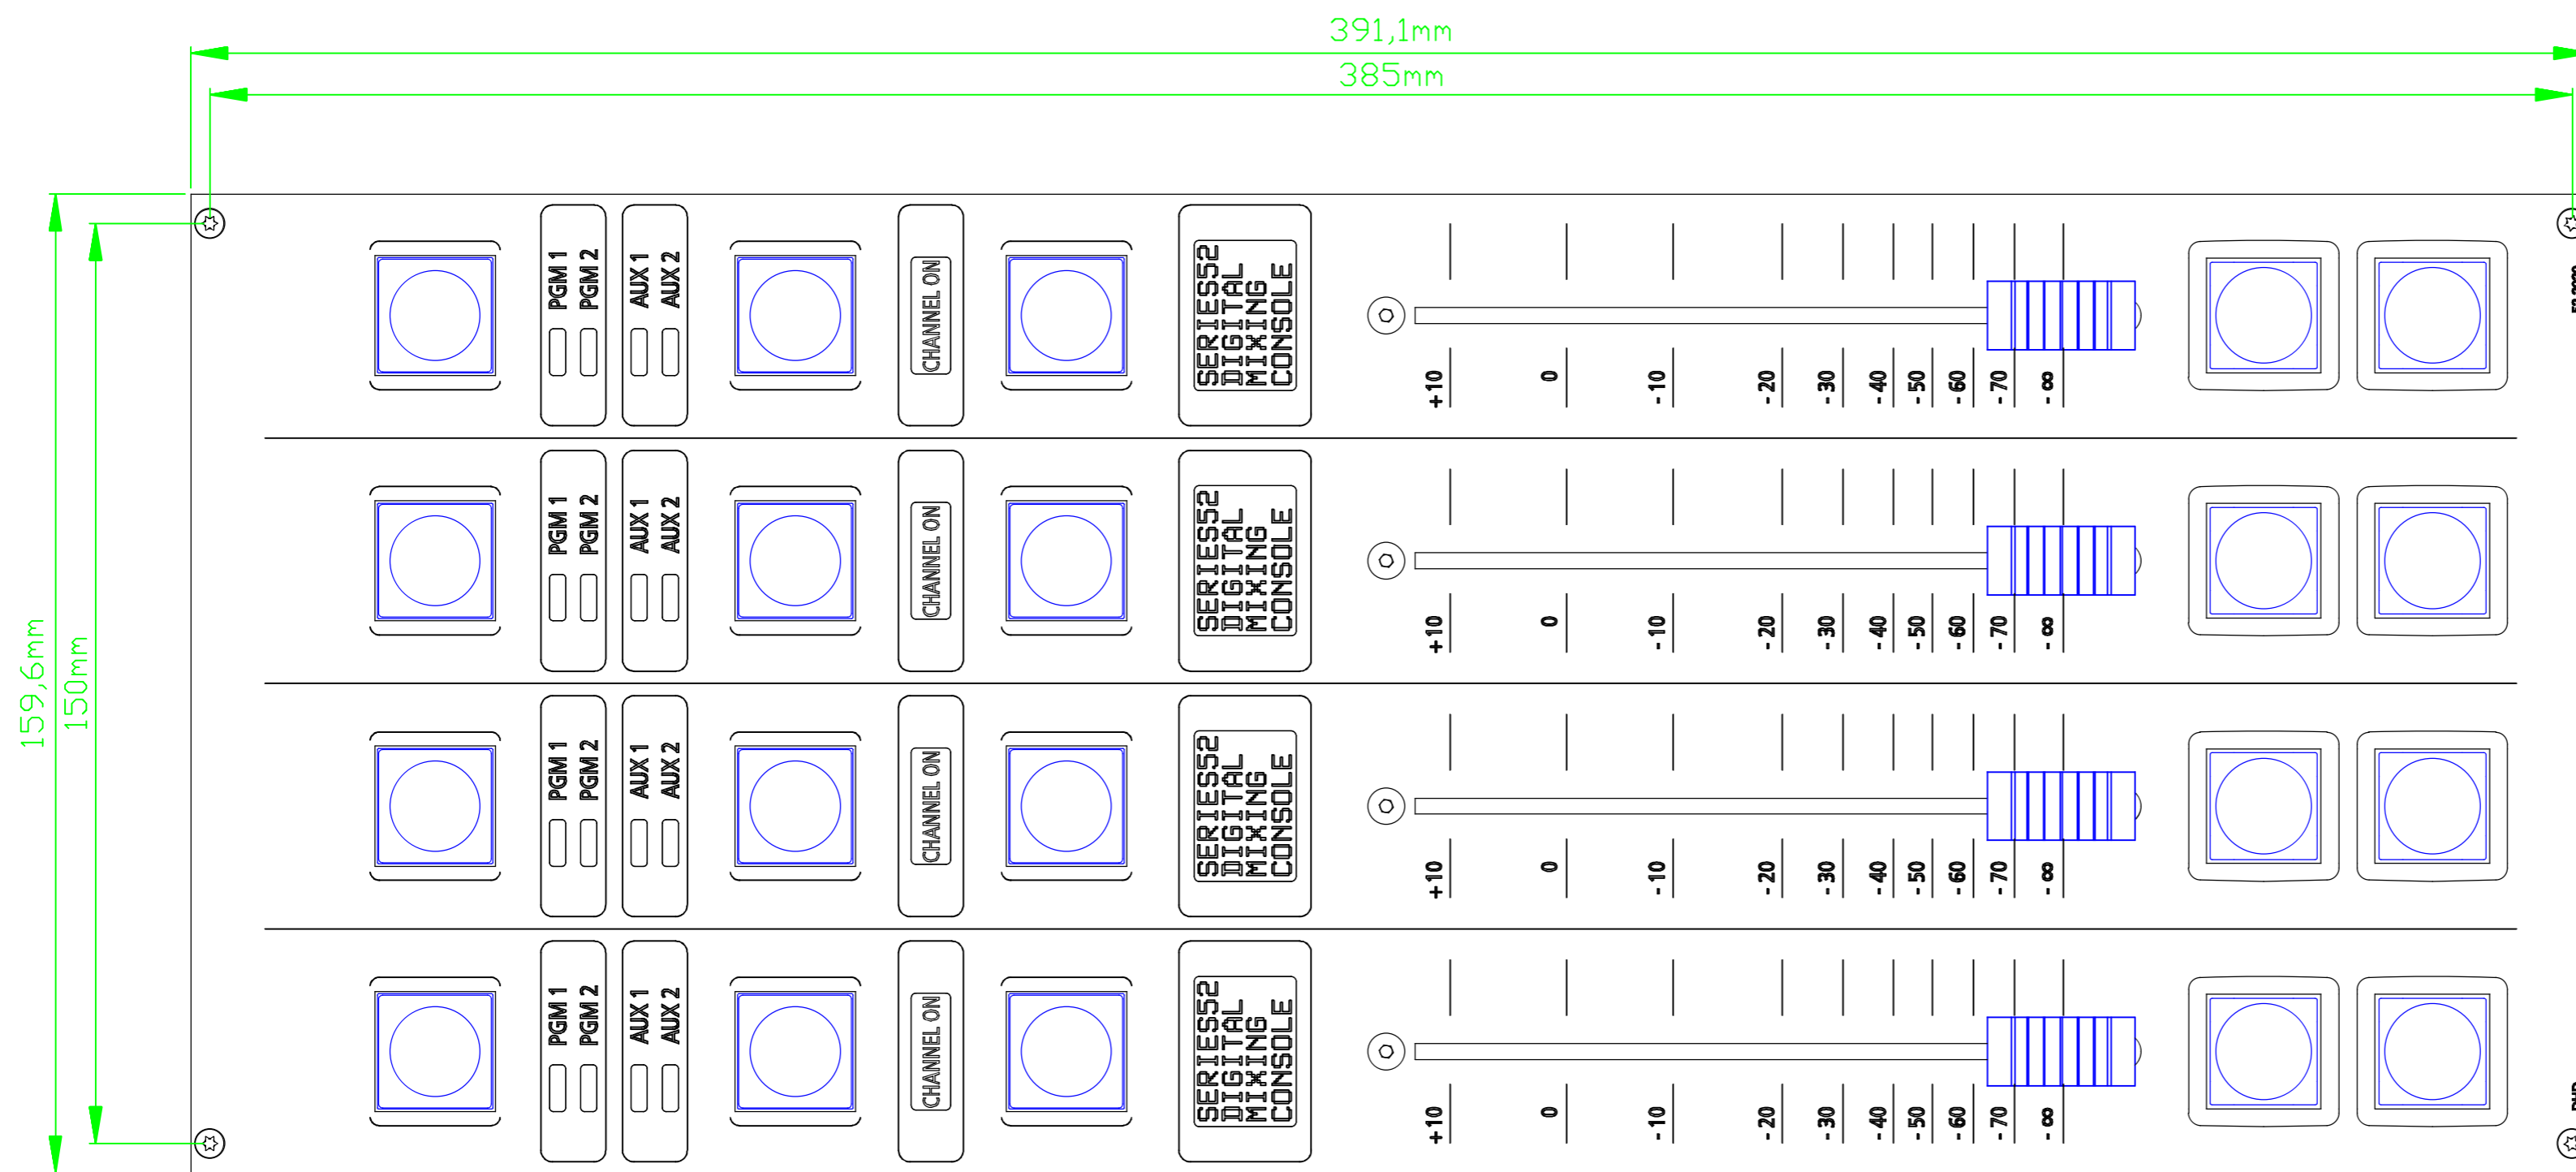 391,1mm
385mm
159,6mm
150mm
PGM 1
PGM 2
AUX 1
AUX 2
CHANNEL ON
SERIES52
DIGITAL
MIXING
CONSOLE
+10
0
-10
-20
-30
-40
-50
-60
-70
-∞
PGM 1
PGM 2
AUX 1
AUX 2
CHANNEL ON
SERIES52
DIGITAL
MIXING
CONSOLE
+10
0
-10
-20
-30
-40
-50
-60
-70
-∞
PGM 1
PGM 2
AUX 1
AUX 2
CHANNEL ON
SERIES52
DIGITAL
MIXING
CONSOLE
+10
0
-10
-20
-30
-40
-50
-60
-70
-∞
PGM 1
PGM 2
AUX 1
AUX 2
CHANNEL ON
SERIES52
DIGITAL
MIXING
CONSOLE
+10
0
-10
-20
-30
-40
-50
-60
-70
-∞